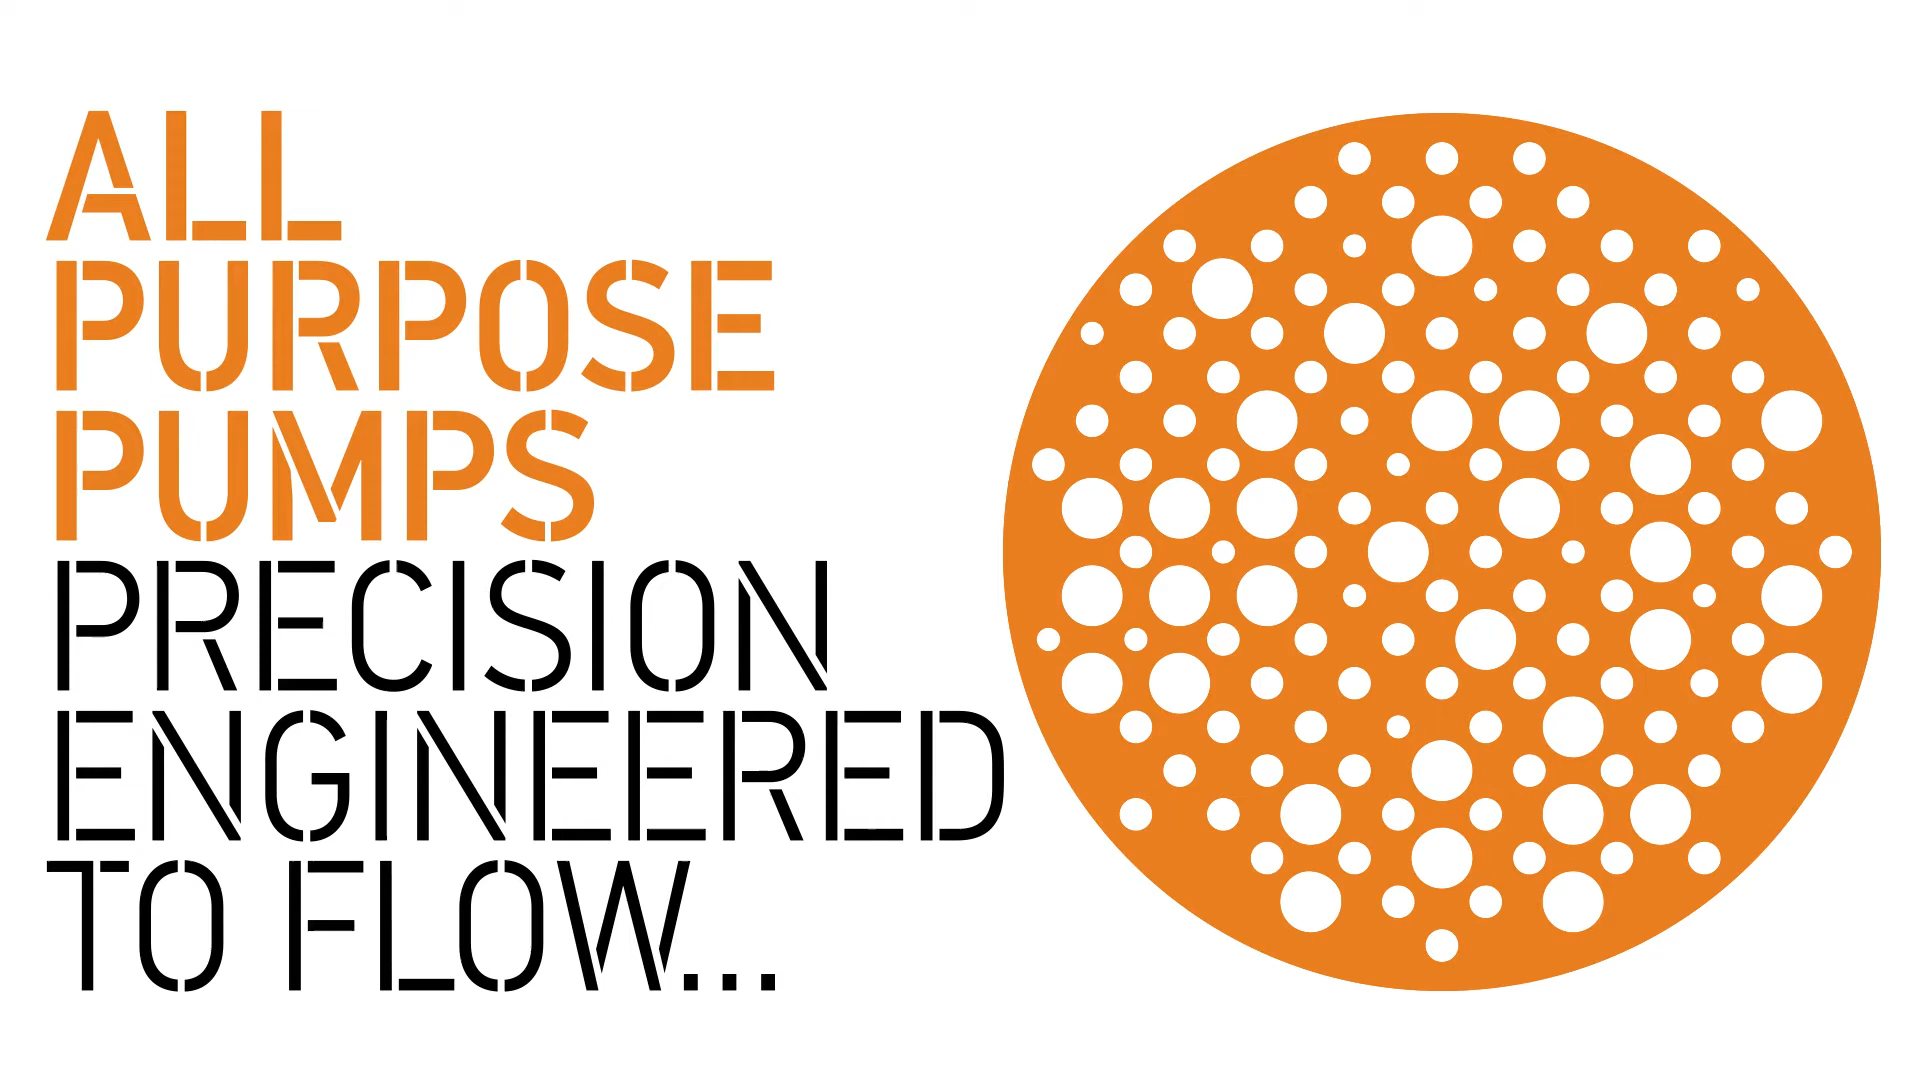 ALL
PURPOSE
PUMPS
PRECISION
ENGINEERED
TO FLOW...